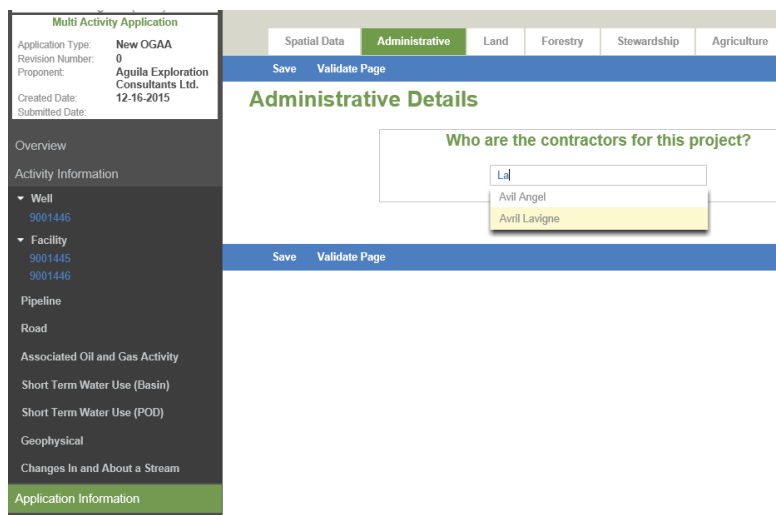 Multi Activity Application
Application Type: New OGAA
Revision Number: 0
Proponent: Aguila Exploration
Consultants Ltd.
Created Date: 12-16-2015
Submitted Date:
Spatial Data Administrative Land Forestry Stewardship Agriculture
Save Validate Page
Administrative Details
Who are the contractors for this project?
La
Avil Angel
Avril Lavigne
Save Validate Page
Overview
Activity Information
Well
9001446
Facility
9001445
9001446
Pipeline
Road
Associated Oil and Gas Activity
Short Term Water Use (Basin)
Short Term Water Use (POD)
Geophysical
Changes In and About a Stream
Application Information